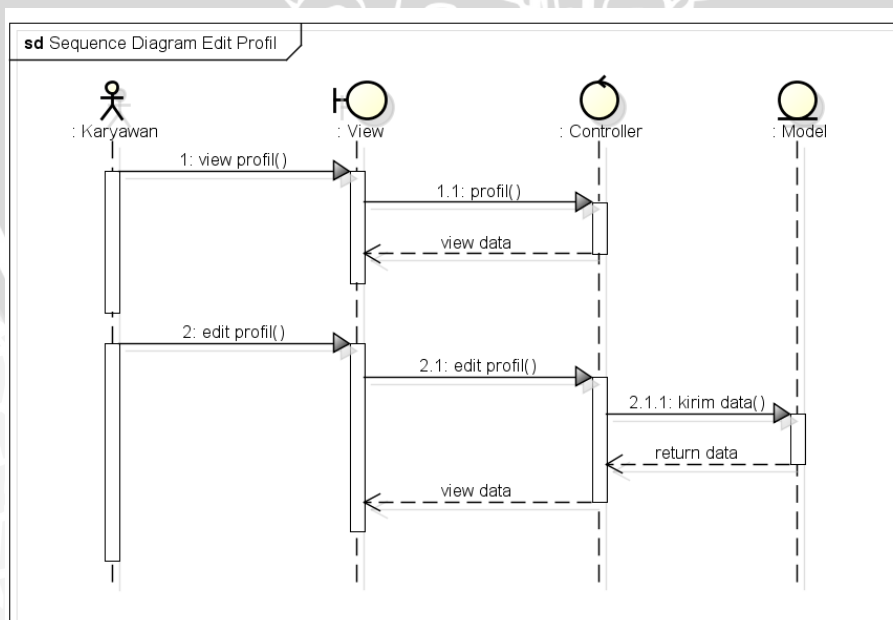 sd Sequence Diagram Edit Profil
: Karyawan
: View
: Controller
: Model
1: view profil()
1.1: profil()
view data
2: edit profil()
2.1: edit profil()
2.1.1: kirim data()
return data
view data